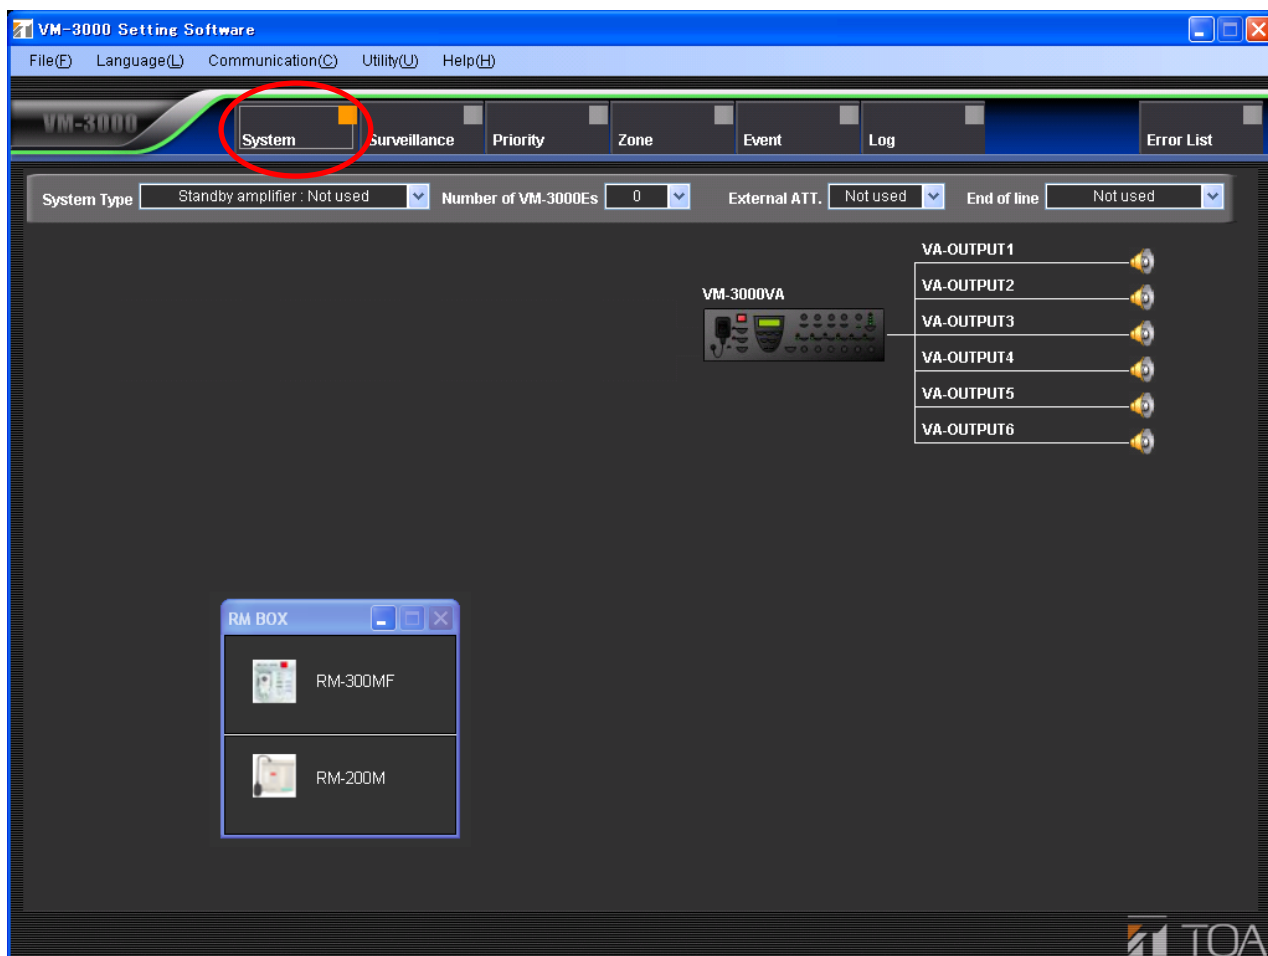 VM-3000 Setting Software
File(F) Language(L) Communication(C) Utility(U) Help(H)
VM-3000 System Surveillance Priority Zone Event Log Error List
System Type Standby amplifier : Not used Number of VM-3000Es 0 External ATT. Not used End of line Not used
VA-OUTPUT1
VA-OUTPUT2
VM-3000VA
VA-OUTPUT3
VA-OUTPUT4
VA-OUTPUT5
VA-OUTPUT6
RM BOX
RM-300MF
RM-200M
TOA